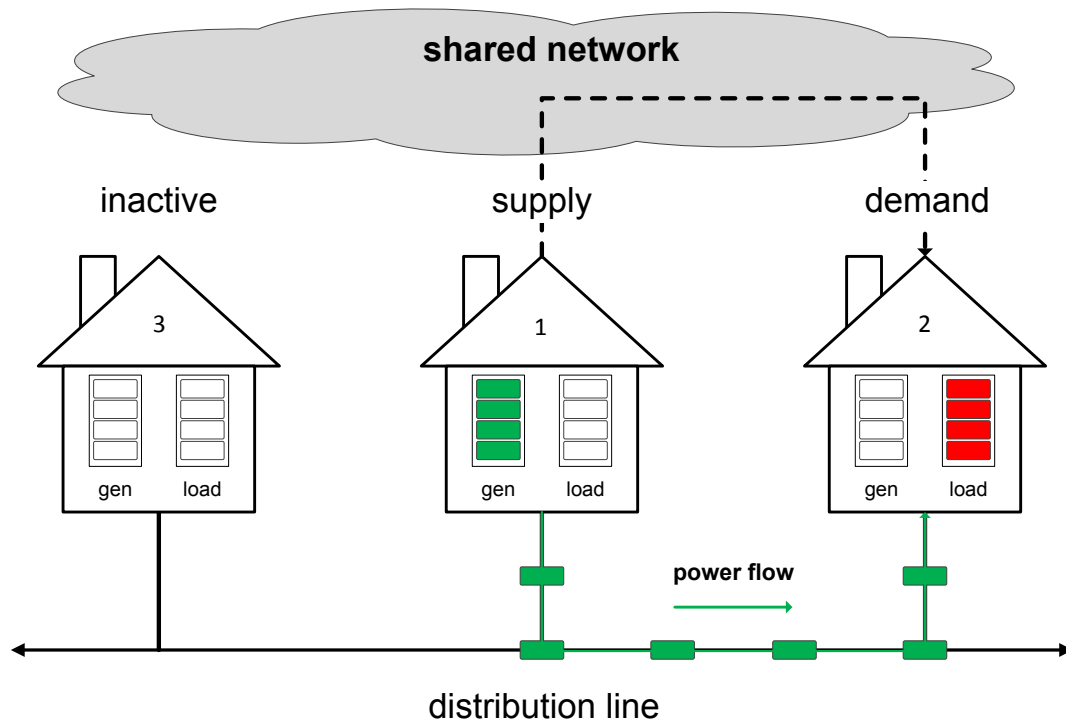 shared network
inactive
supply
demand
3
1
2
gen
load
gen
load
gen
load
power flow
distribution line